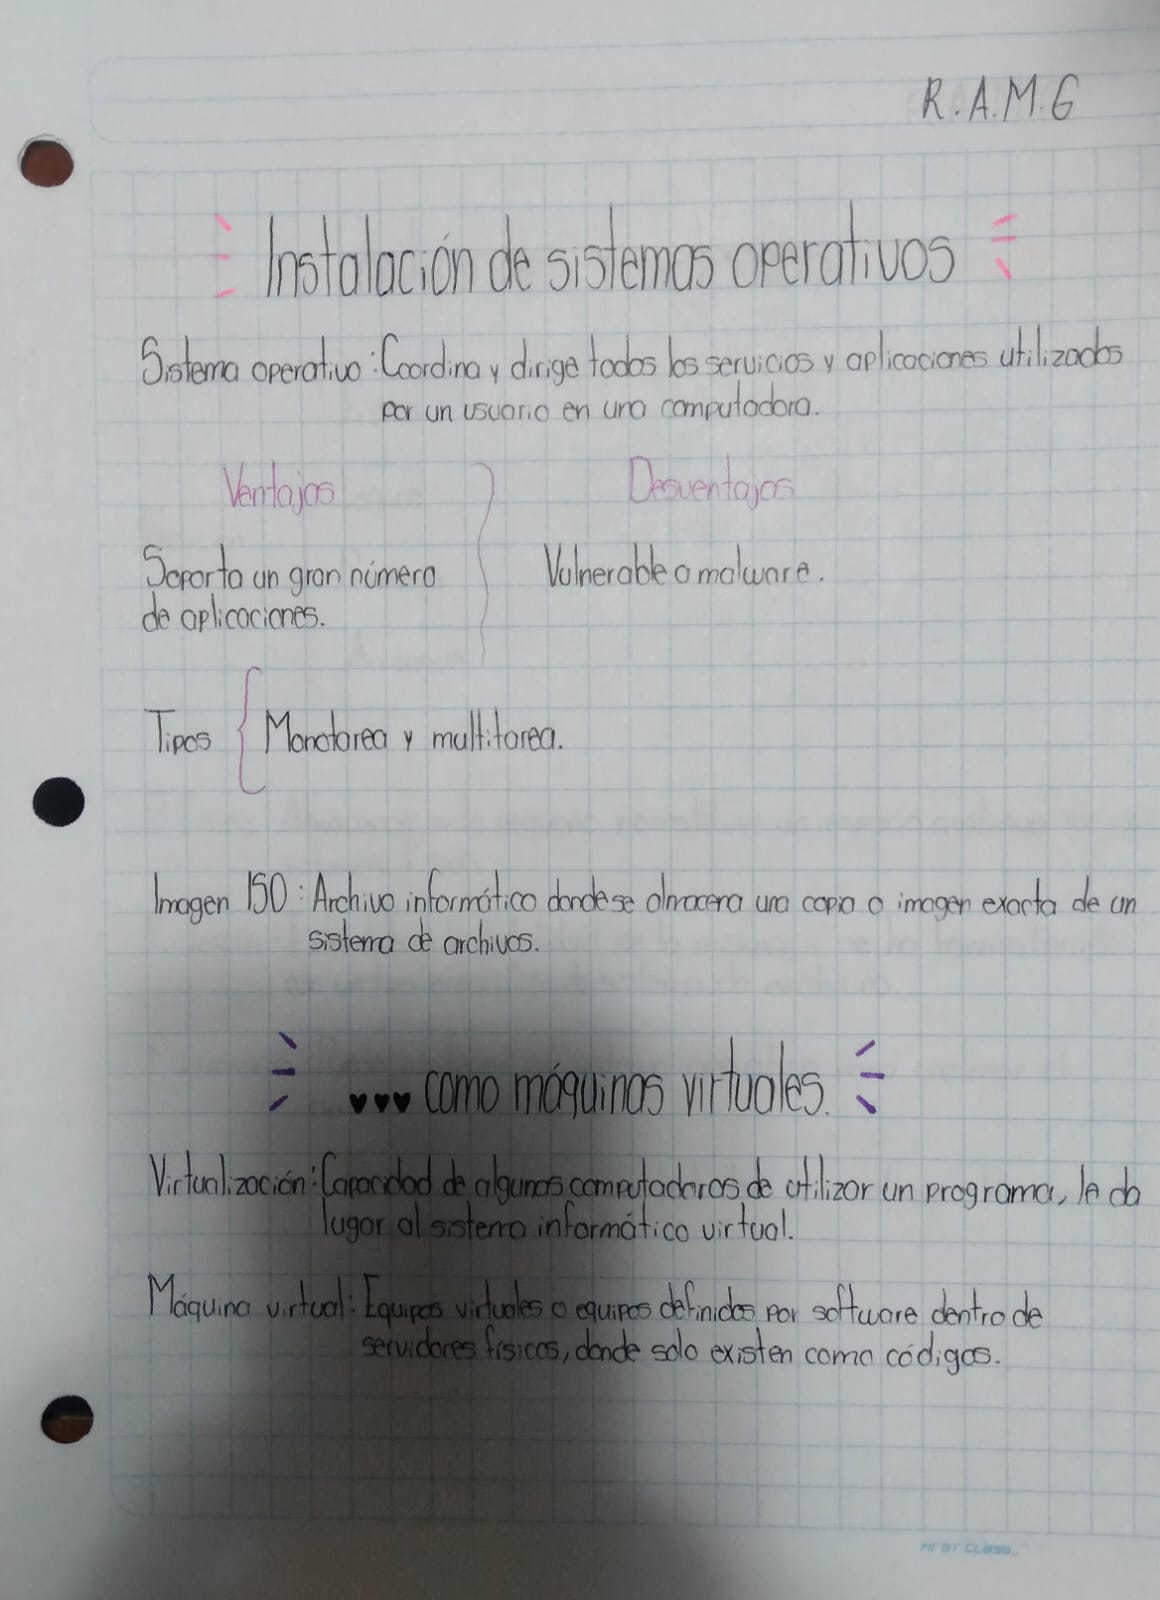 R.A.M.G
Instalación de sistemas operativos
Sistema operativo: Coordina y dirige todos los servicios y aplicaciones utilizados
por un usuario en una computadora.
Ventajas
Desventajas
Soporta un gran número
de aplicaciones.
Vulnerable a malware.
Tipos { Monotarea y multitarea.
Imagen ISO: Archivo informático donde se almacena una copia o imagen exacta de un
sistema de archivos.
♥♥♥ como máquinas virtuales.
Virtualización: Capacidad de algunas computadoras de utilizar un programa, le da
lugar al sistema informático virtual.
Máquina virtual: Equipos virtuales o equipos definidos por software dentro de
servidores físicos, donde solo existen como códigos.
FIRST CLASS.